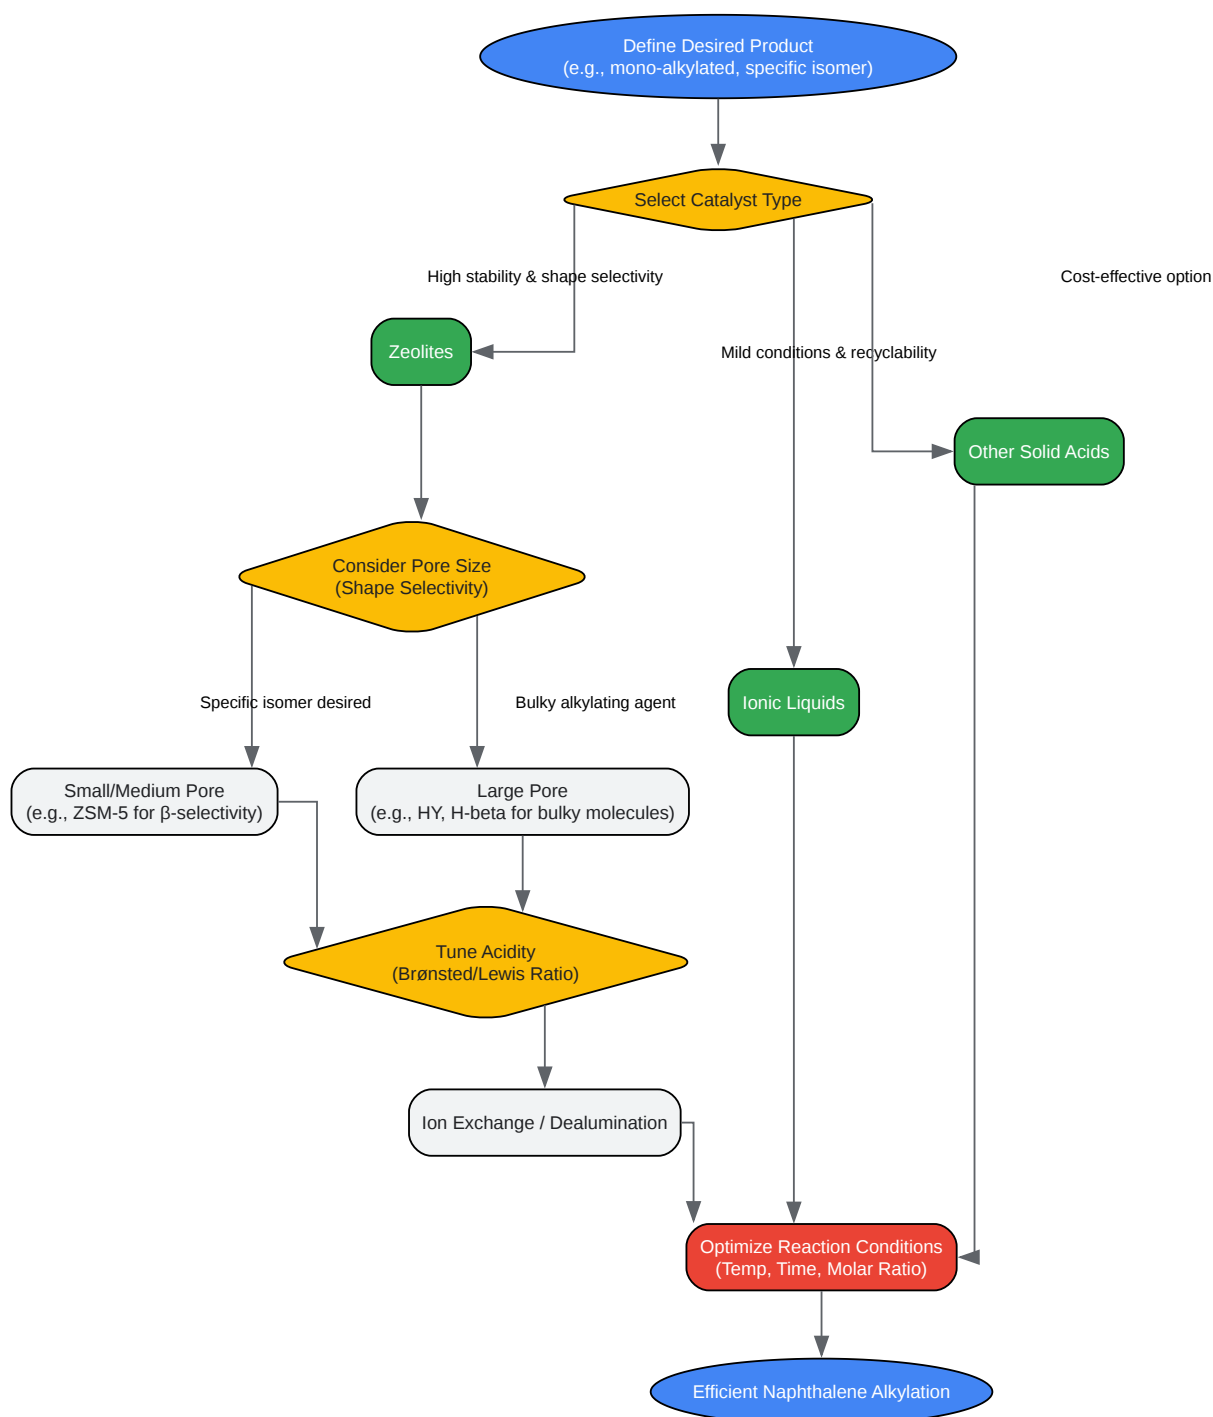 Define Desired Product
(e.g., mono-alkylated, specific isomer)
Select Catalyst Type
High stability & shape selectivity
Cost-effective option
Zeolites
Mild conditions & recyclability
Other Solid Acids
Consider Pore Size
(Shape Selectivity)
Specific isomer desired
Bulky alkylating agent
Ionic Liquids
Small/Medium Pore
(e.g., ZSM-5 for β-selectivity)
Large Pore
(e.g., HY, H-beta for bulky molecules)
Tune Acidity
(Brønsted/Lewis Ratio)
Ion Exchange / Dealumination
Optimize Reaction Conditions
(Temp, Time, Molar Ratio)
Efficient Naphthalene Alkylation